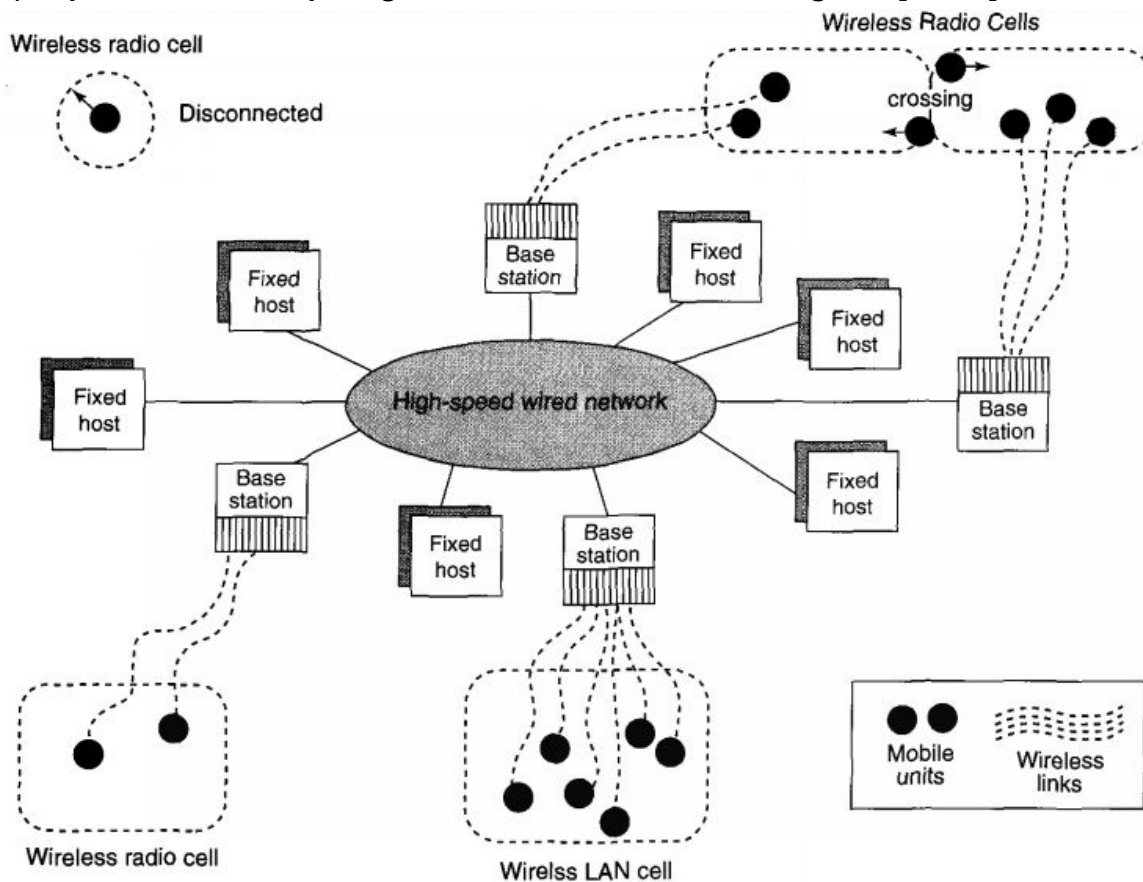 Wireless radio cell
Disconnected
Wireless Radio Cells
crossing
Base
station
Fixed
host
Fixed
host
Fixed
host
Fixed
host
High-speed wired network
Base
station
Base
station
Fixed
host
Fixed
host
Base
station
Mobile
units
Wireless
links
Wireless radio cell
Wirelss LAN cell